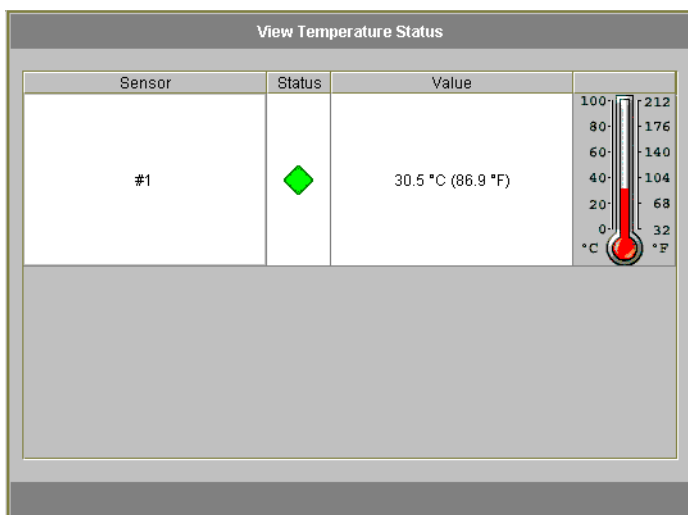 View Temperature Status
Sensor Status Value
#1 30.5 °C (86.9 °F)
100 212
80 176
60 140
40 104
20 68
0 32
°C °F